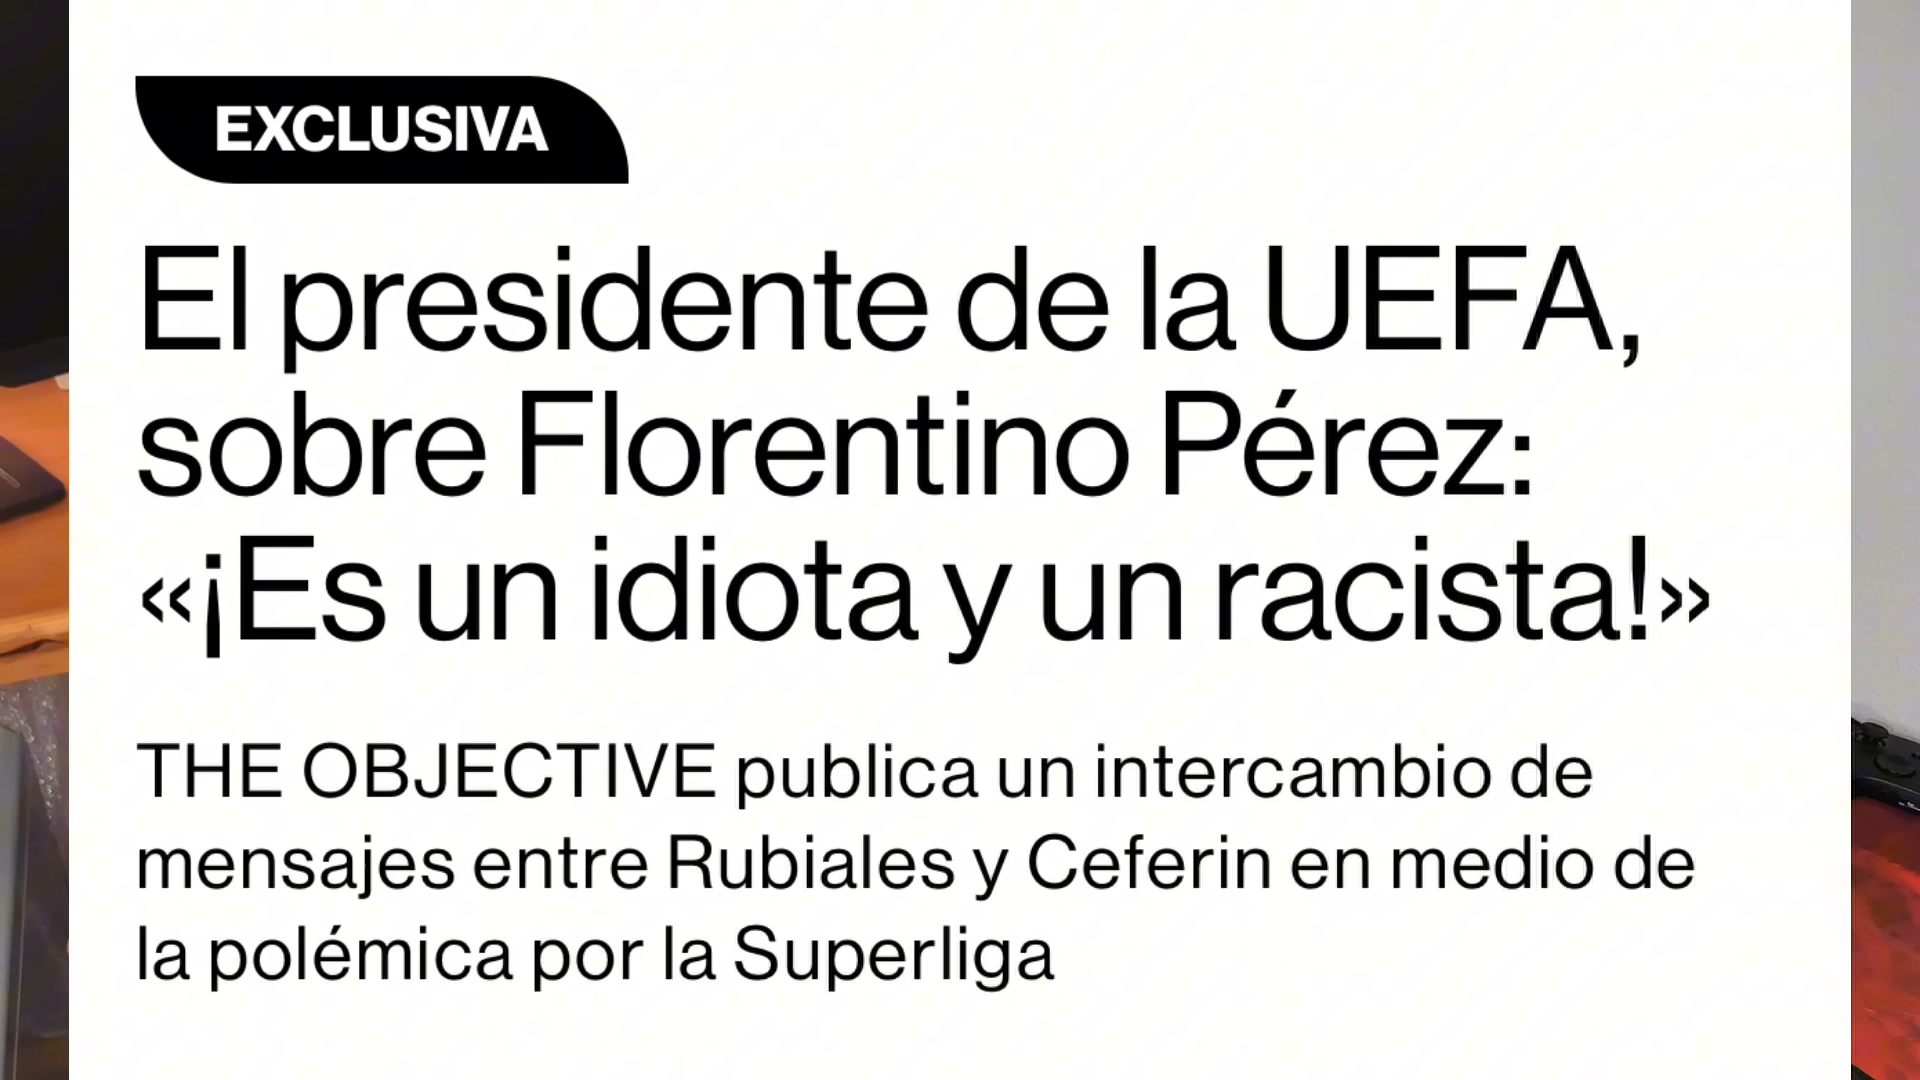 EXCLUSIVA
El presidente de la UEFA,
sobre Florentino Pérez:
«¡Es un idiota y un racista!»
THE OBJECTIVE publica un intercambio de
mensajes entre Rubiales y Ceferin en medio de
la polémica por la Superliga